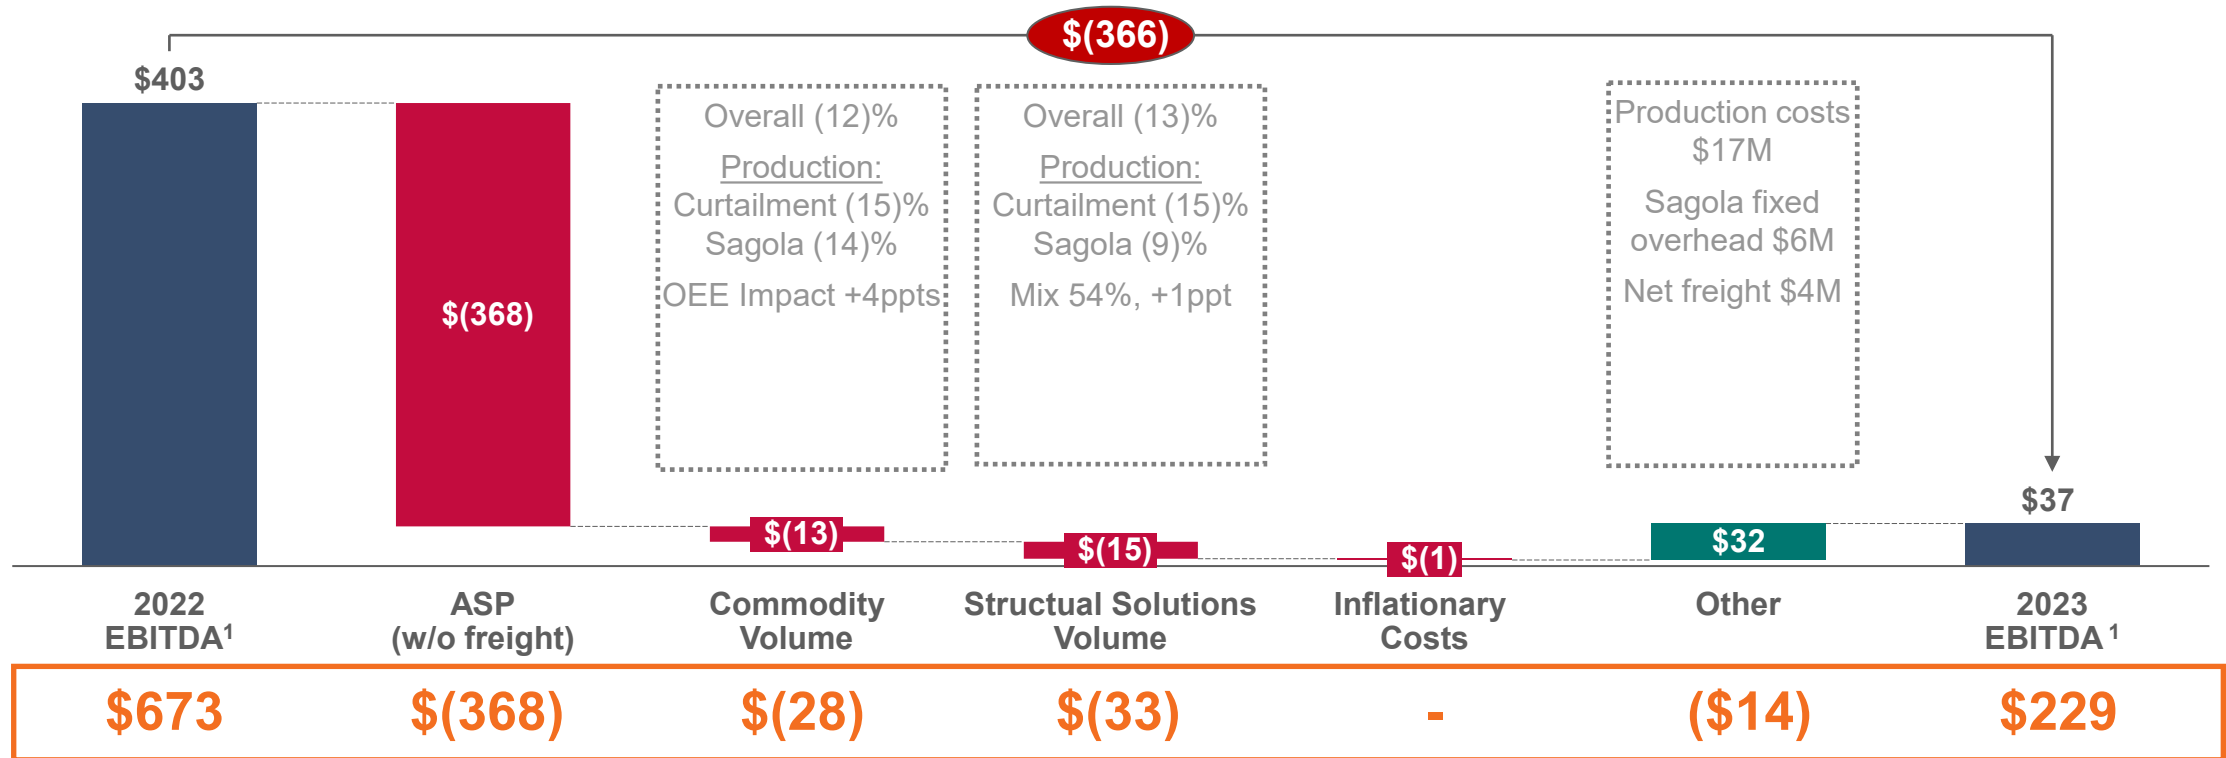 $(366)
$403
Overall (12)%
Production:
Curtailment (15)%
Sagola (14)%
OEE Impact +4ppts
Overall (13)%
Production:
Curtailment (15)%
Sagola (9)%
Mix 54%, +1ppt
Production costs
$17M
Sagola fixed
overhead $6M
Net freight $4M
$(368)
$(13)
$(15)
$(1)
$32
$37
2022
EBITDA¹
ASP
(w/o freight)
Commodity
Volume
Structual Solutions
Volume
Inflationary
Costs
Other
2023
EBITDA ¹
$673
$(368)
$(28)
$(33)
-
($14)
$229